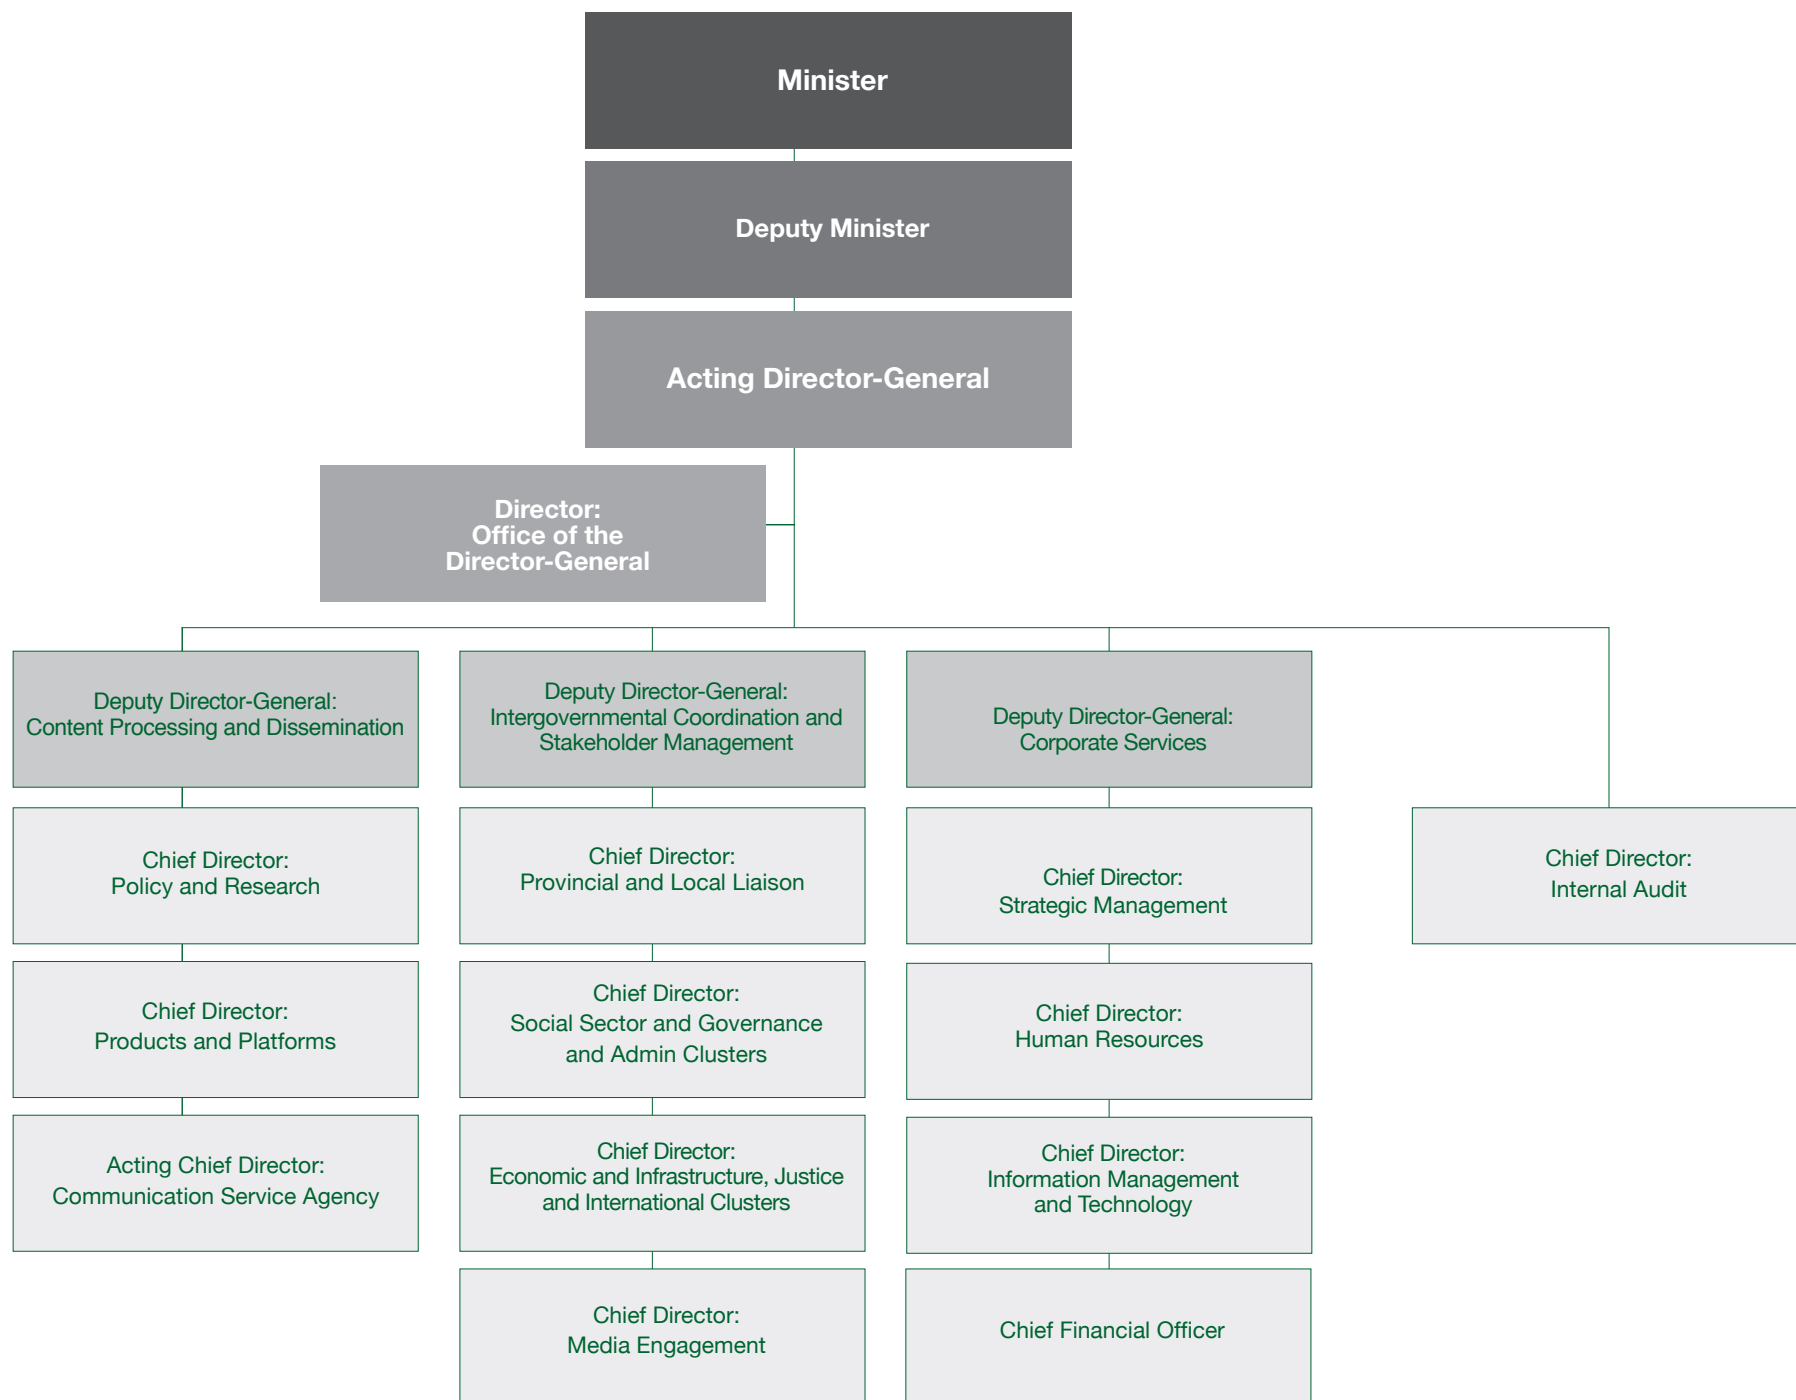 Minister
Deputy Minister
Acting Director-General
Director:
Office of the
Director-General
Deputy Director-General:
Content Processing and Dissemination
Chief Director:
Policy and Research
Chief Director:
Products and Platforms
Acting Chief Director:
Communication Service Agency
Deputy Director-General:
Intergovernmental Coordination and
Stakeholder Management
Chief Director:
Provincial and Local Liaison
Chief Director:
Social Sector and Governance
and Admin Clusters
Chief Director:
Economic and Infrastructure, Justice
and International Clusters
Chief Director:
Media Engagement
Deputy Director-General:
Corporate Services
Chief Director:
Strategic Management
Chief Director:
Human Resources
Chief Director:
Information Management
and Technology
Chief Financial Officer
Chief Director:
Internal Audit